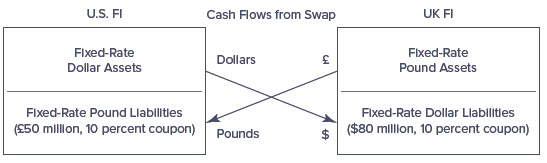 U.S. FI
Cash Flows from Swap
UK FI
Fixed-Rate
Dollar Assets
Dollars
£
Fixed-Rate
Pound Assets
Fixed-Rate Pound Liabilities
(£50 million, 10 percent coupon)
Pounds
$
Fixed-Rate Dollar Liabilities
($80 million, 10 percent coupon)